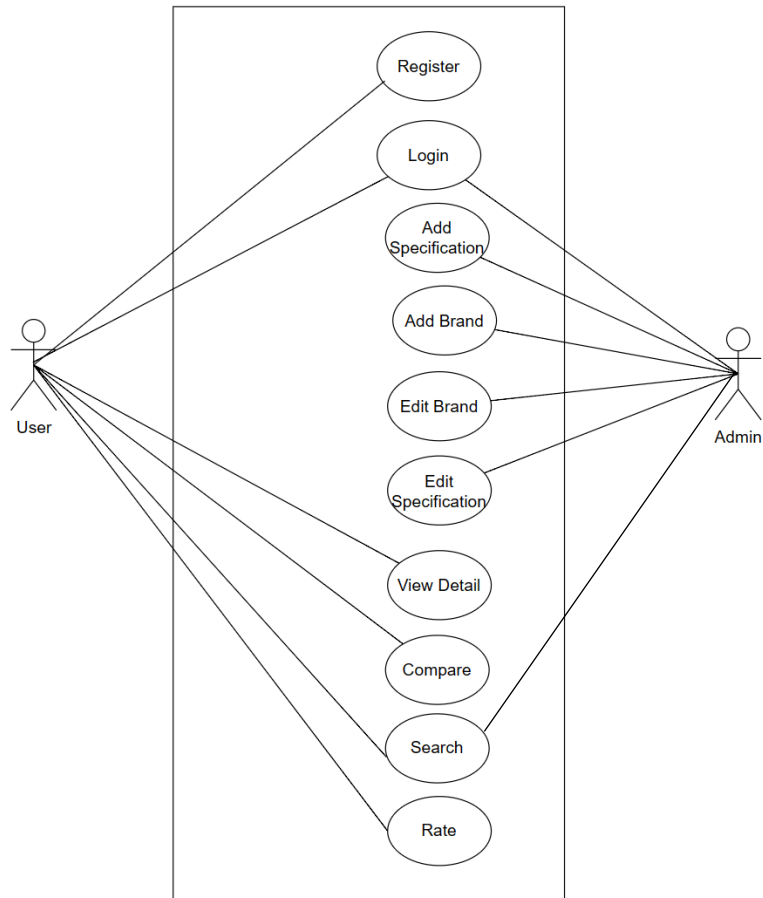 Register
Login
Add
Specification
Add Brand
Edit Brand
User
Admin
Edit
Specification
View Detail
Compare
Search
Rate